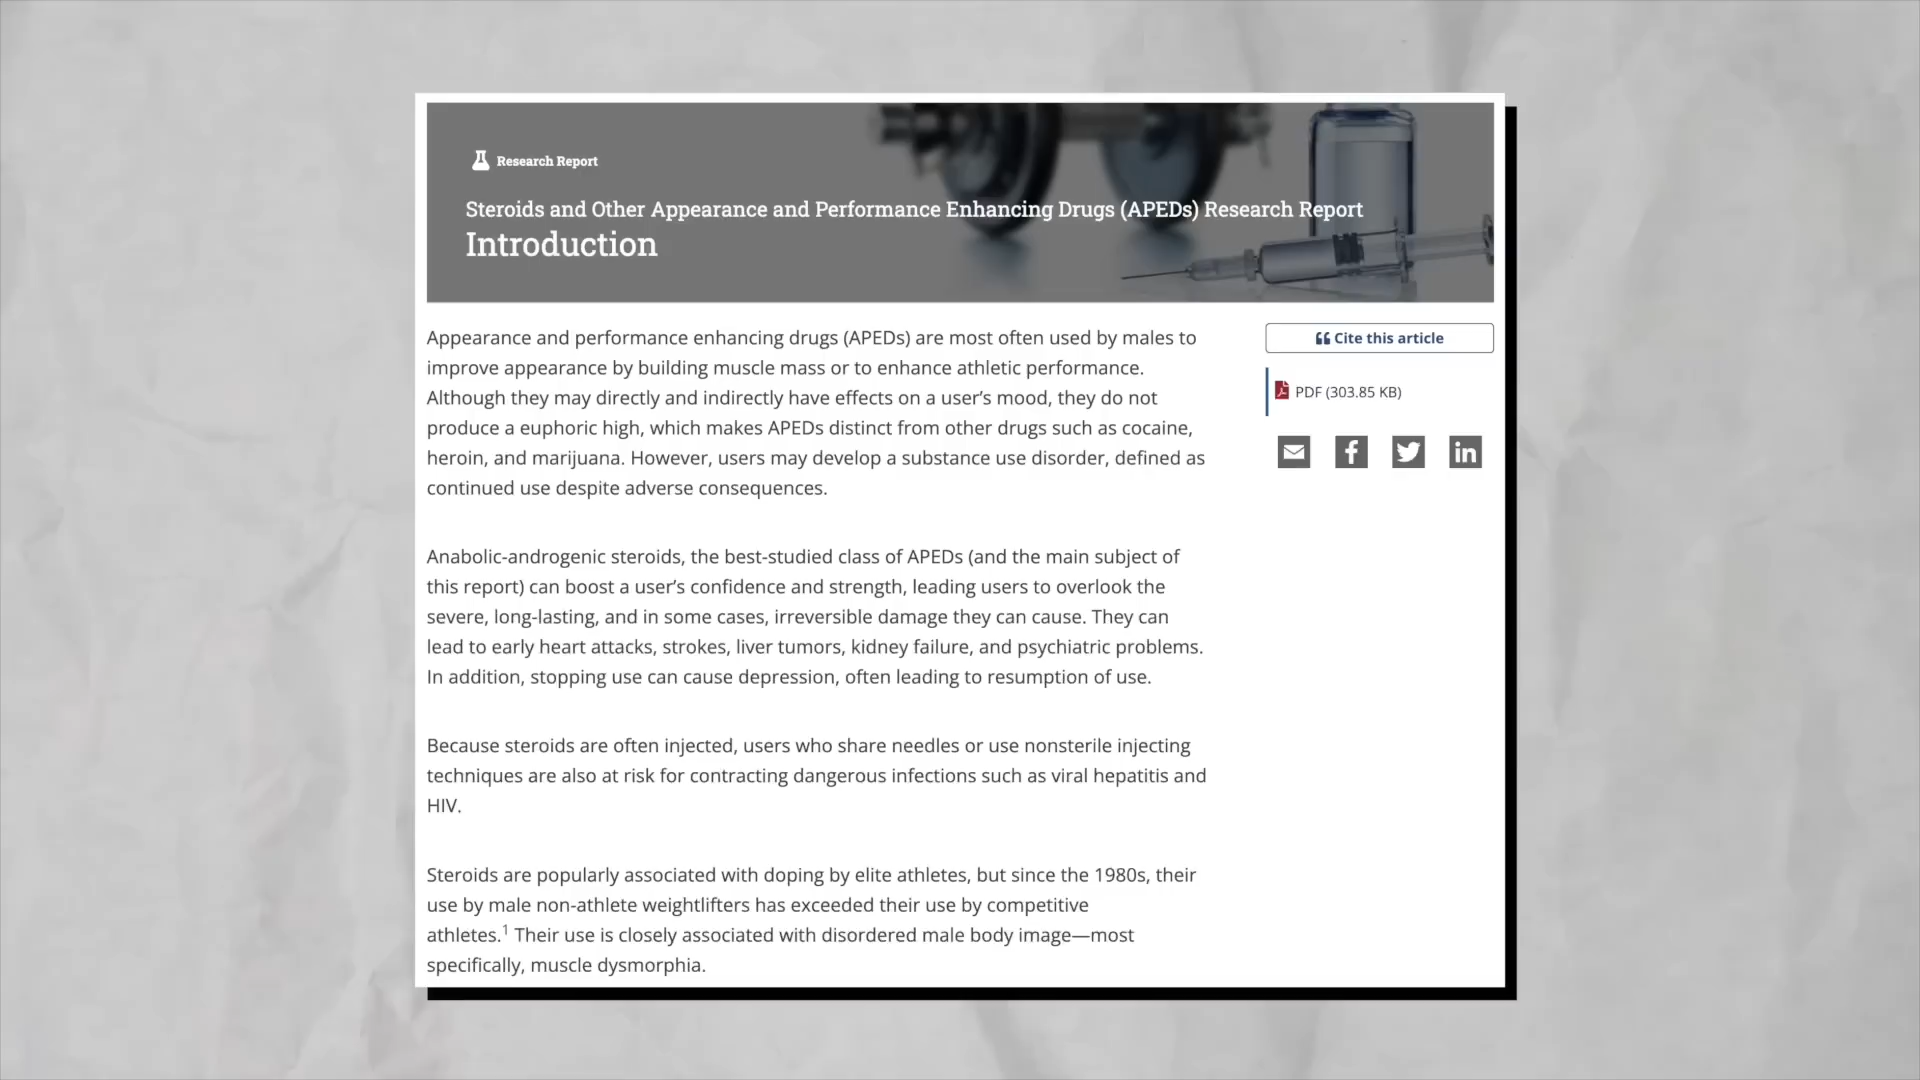 Research Report
Steroids and Other Appearance and Performance Enhancing Drugs (APEDs) Research Report
Introduction
Appearance and performance enhancing drugs (APEDs) are most often used by males to
improve appearance by building muscle mass or to enhance athletic performance.
Although they may directly and indirectly have effects on a user’s mood, they do not
produce a euphoric high, which makes APEDs distinct from other drugs such as cocaine,
heroin, and marijuana. However, users may develop a substance use disorder, defined as
continued use despite adverse consequences.
Anabolic-androgenic steroids, the best-studied class of APEDs (and the main subject of
this report) can boost a user’s confidence and strength, leading users to overlook the
severe, long-lasting, and in some cases, irreversible damage they can cause. They can
lead to early heart attacks, strokes, liver tumors, kidney failure, and psychiatric problems.
In addition, stopping use can cause depression, often leading to resumption of use.
Because steroids are often injected, users who share needles or use nonsterile injecting
techniques are also at risk for contracting dangerous infections such as viral hepatitis and
HIV.
Steroids are popularly associated with doping by elite athletes, but since the 1980s, their
use by male non-athlete weightlifters has exceeded their use by competitive
athletes.1 Their use is closely associated with disordered male body image—most
specifically, muscle dysmorphia.
Cite this article
PDF (303.85 KB)